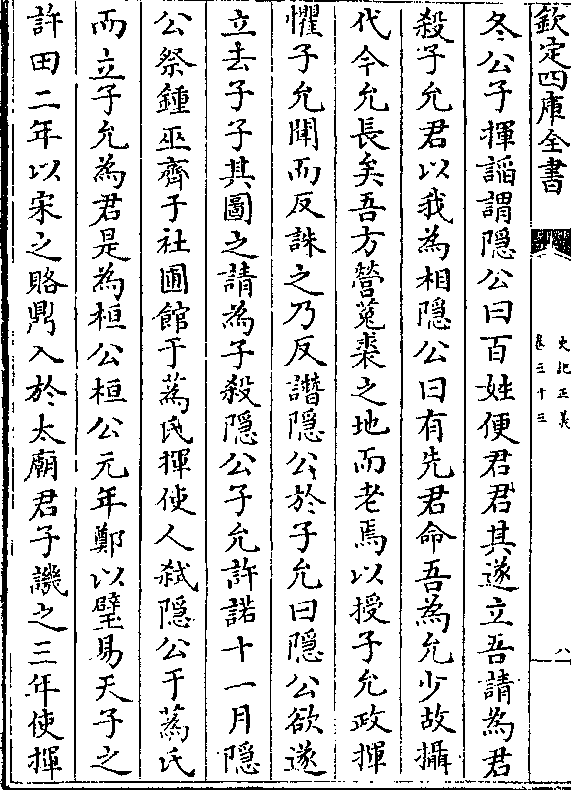 欽定四庫全書
史記正義
卷三十三
八
冬公子揮謟謂隱公曰百姓便君君其遂立吾請為君
殺子允君以我為相隱公曰有先君命吾為允少故攝
代今允長矣吾方營菟裘之地而老焉以授子允政揮
懼子允聞而反誅之乃反譖隱公於子允曰隱公欲遂
立去子子其圖之請為子殺隱公子允許諾十一月隱
公祭鍾巫齊于社圃館于蒍氏揮使人弑隱公于蒍氏
而立子允為君是為桓公桓公元年鄭以璧易天子之
許田二年以宋之賂鼎入於太廟君子譏之三年使揮